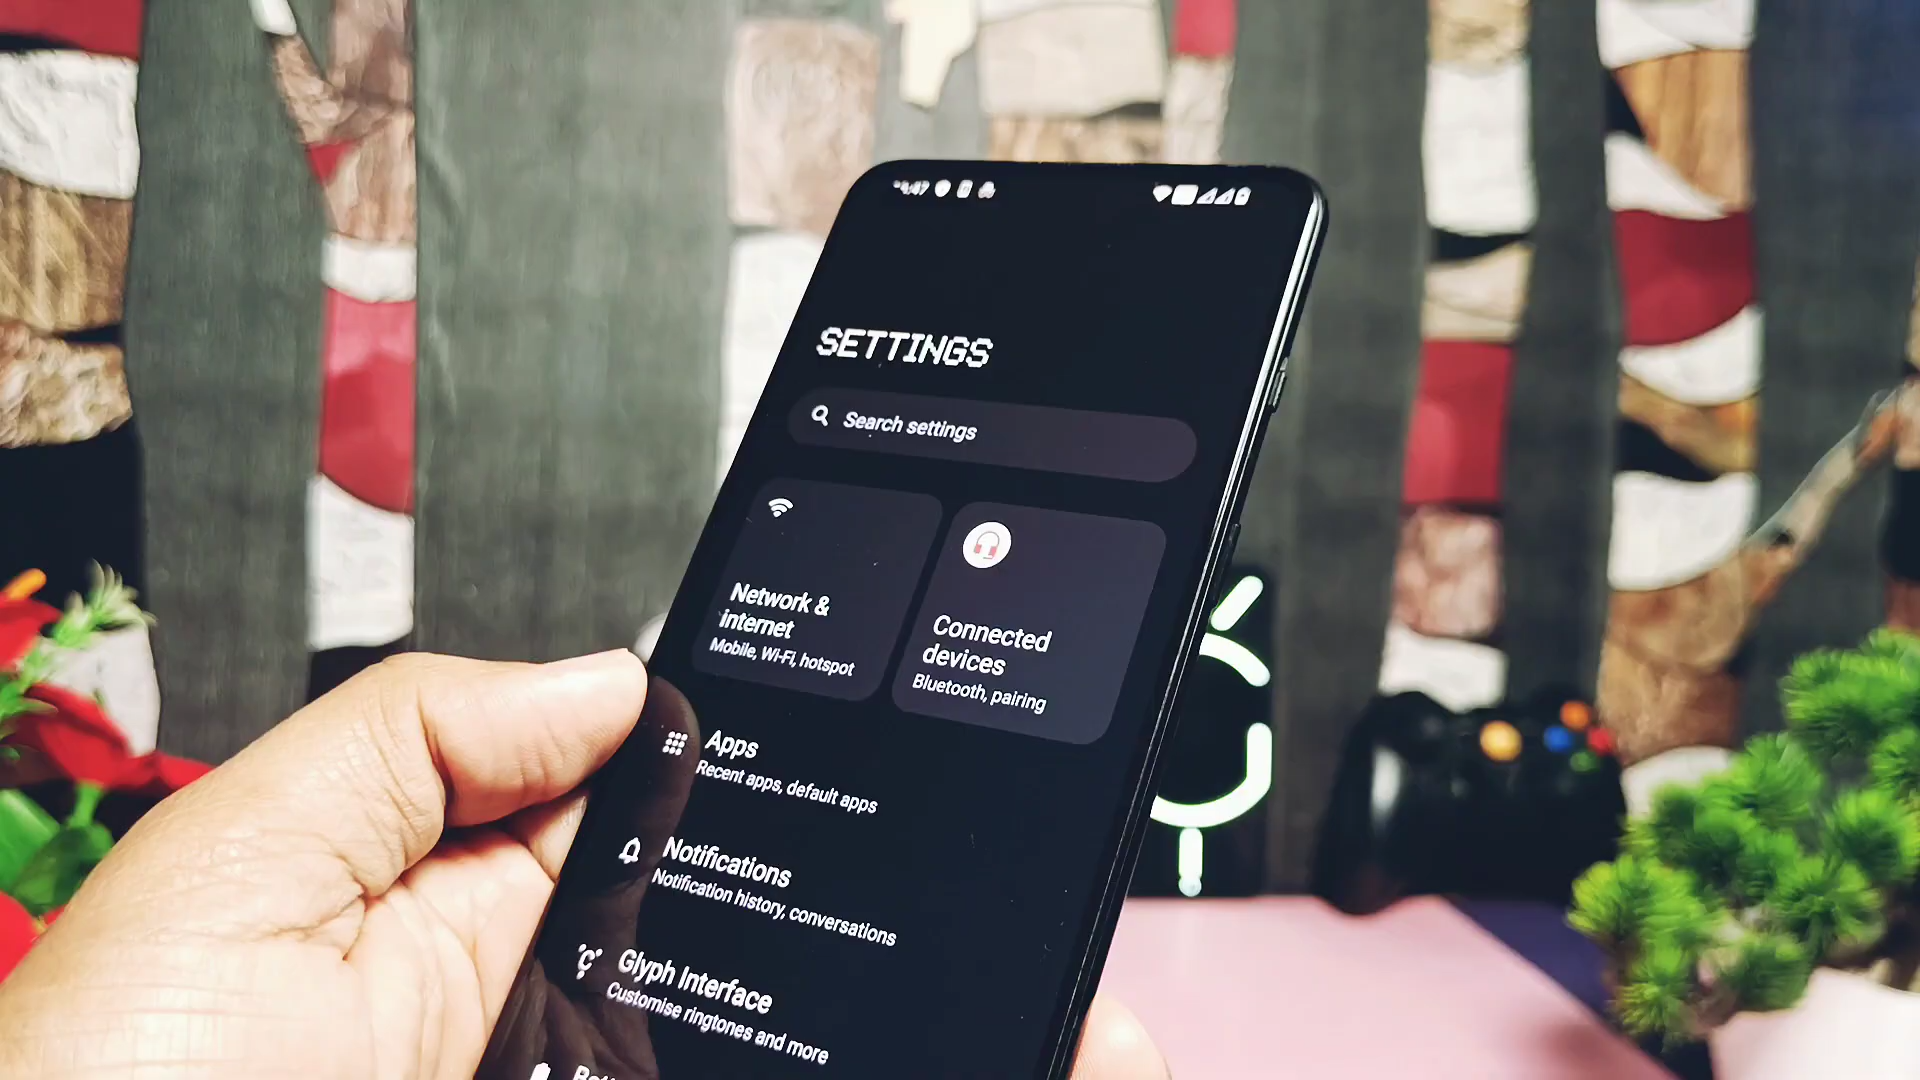 SETTINGS
Search settings
Network &
internet
Mobile, Wi-Fi, hotspot
Connected
devices
Bluetooth, pairing
Apps
Recent apps, default apps
Notifications
Notification history, conversations
Glyph Interface
Customise ringtones and more